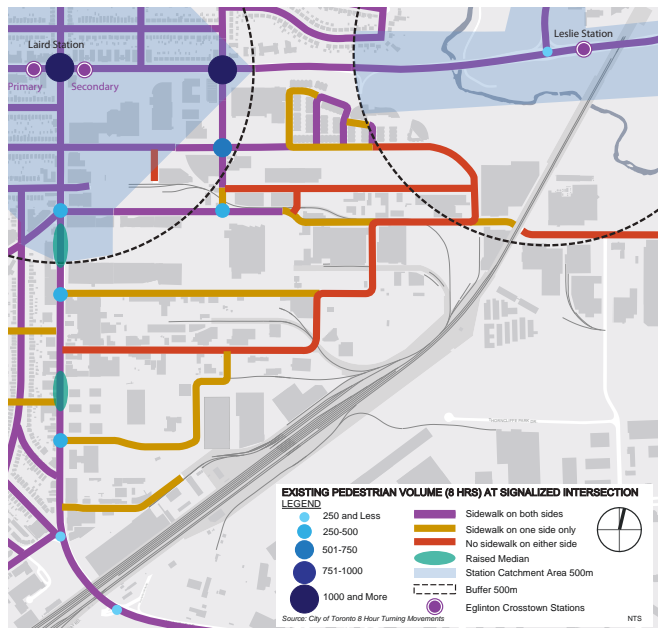 Laird Station
Leslie Station
Primary
Secondary
THORNCLIFFE PARK DR
EXISTING PEDESTRIAN VOLUME (8 HRS) AT SIGNALIZED INTERSECTION
LEGEND
250 and Less
250-500
501-750
751-1000
1000 and More
Sidewalk on both sides
Sidewalk on one side only
No sidewalk on either side
Raised Median
Station Catchment Area 500m
Buffer 500m
Eglinton Crosstown Stations
Source: City of Toronto 8 Hour Turning Movements
NTS